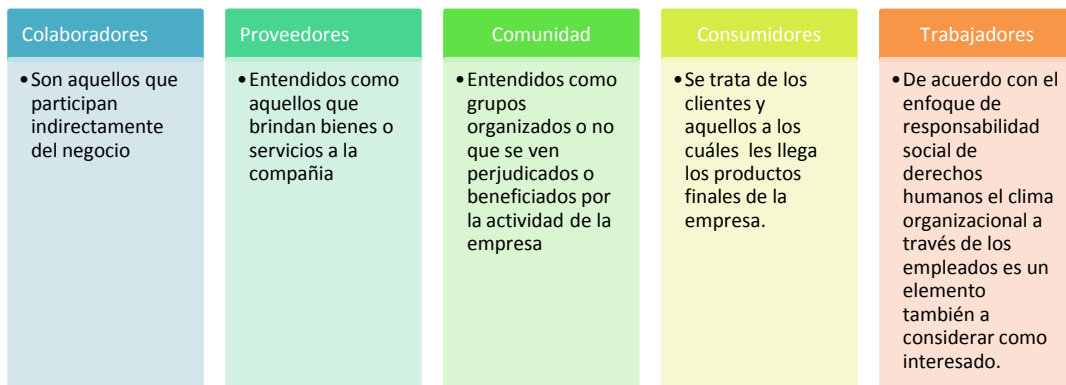 Colaboradores
• Son aquellos que
participan
indirectamente
del negocio
Proveedores
• Entendidos como
aquellos que
brindan bienes o
servicios a la
compañia
Comunidad
• Entendidos como
grupos
organizados o no
que se ven
perjudicados o
beneficiados por
la actividad de la
empresa
Consumidores
• Se trata de los
clientes y
aquellos a los
cuáles les llega
los productos
finales de la
empresa.
Trabajadores
• De acuerdo con el
enfoque de
responsabilidad
social de
derechos
humanos el clima
organizacional a
través de los
empleados es un
elemento
también a
considerar como
interesado.